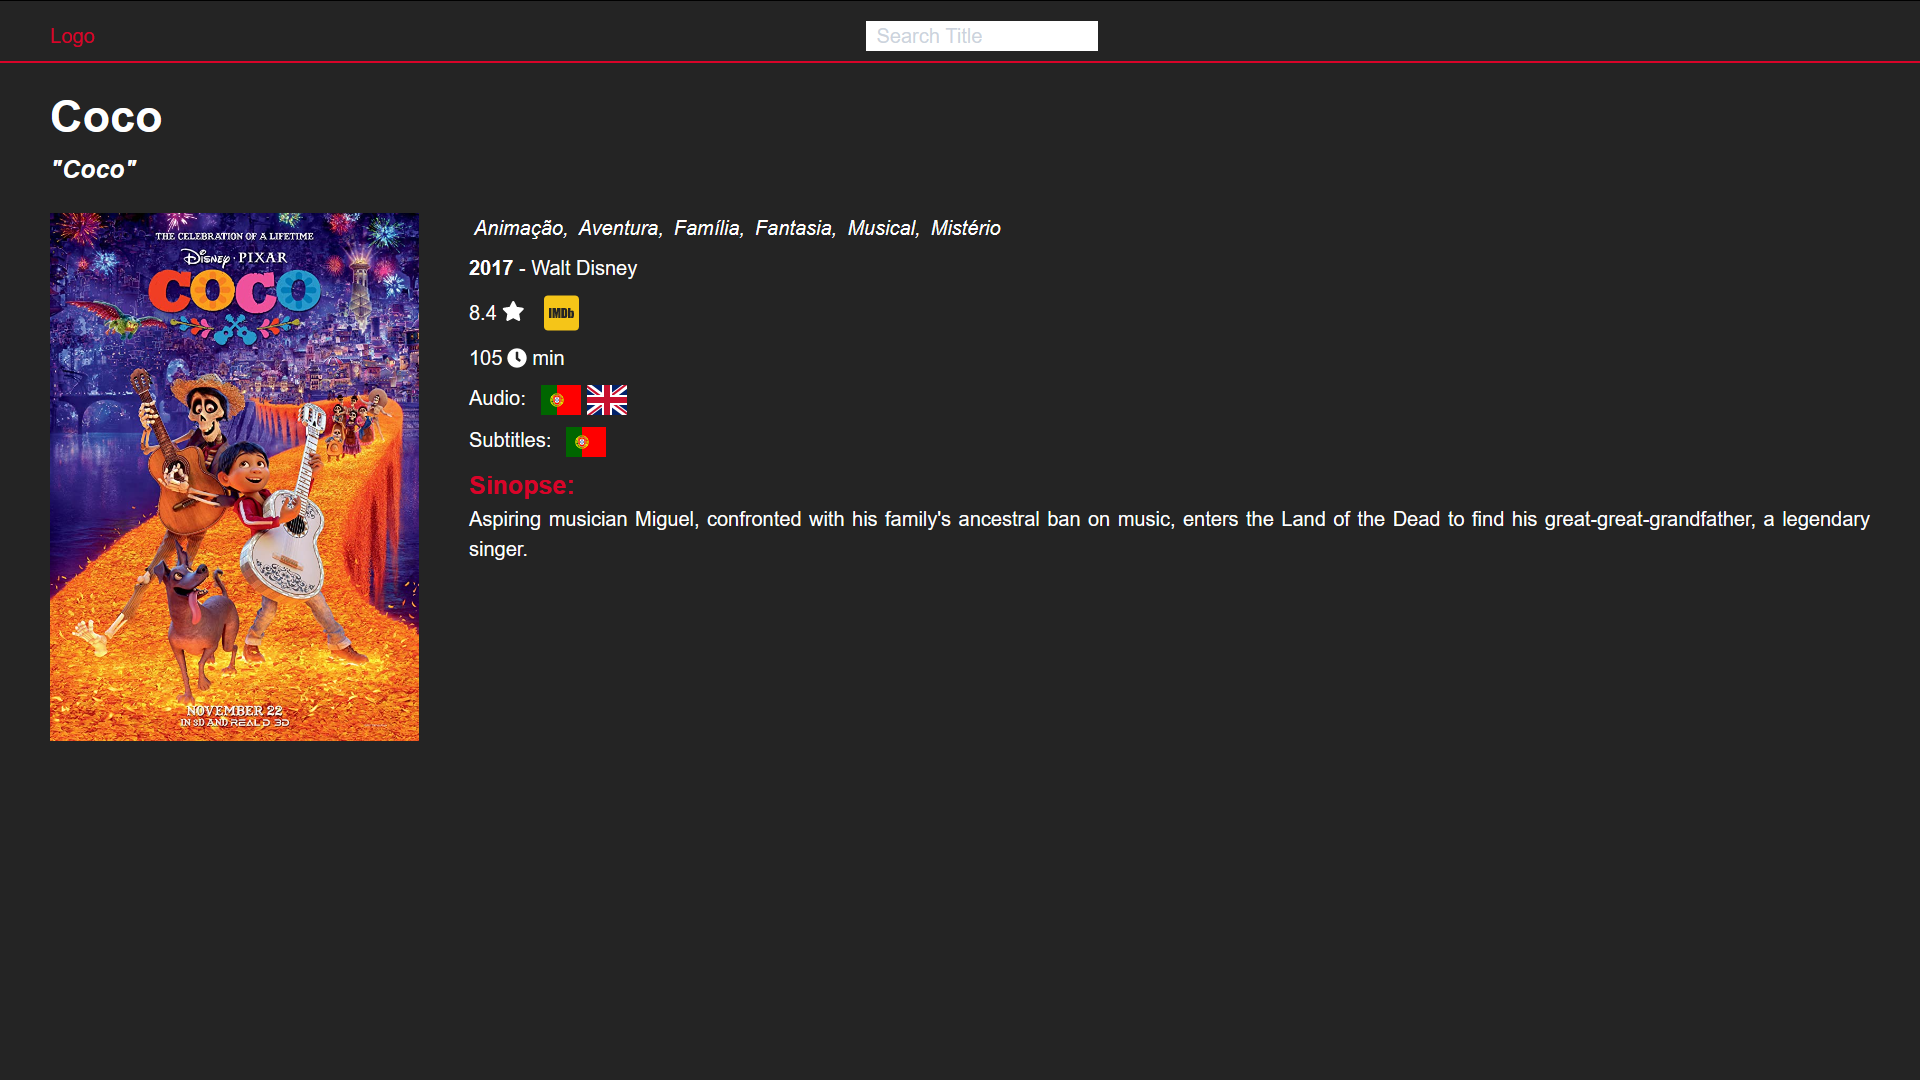 Logo
Search Title
Coco
"Coco"
THE CELEBRATION OF A LIFETIME
DISNEY · PIXAR
COCO
NOVEMBER 22
IN 3D AND REAL D 3D
Animação, Aventura, Família, Fantasia, Musical, Mistério
2017 - Walt Disney
8.4 IMDb
105 min
Audio:
Subtitles:
Sinopse:
Aspiring musician Miguel, confronted with his family's ancestral ban on music, enters the Land of the Dead to find his great-great-grandfather, a legendary
singer.